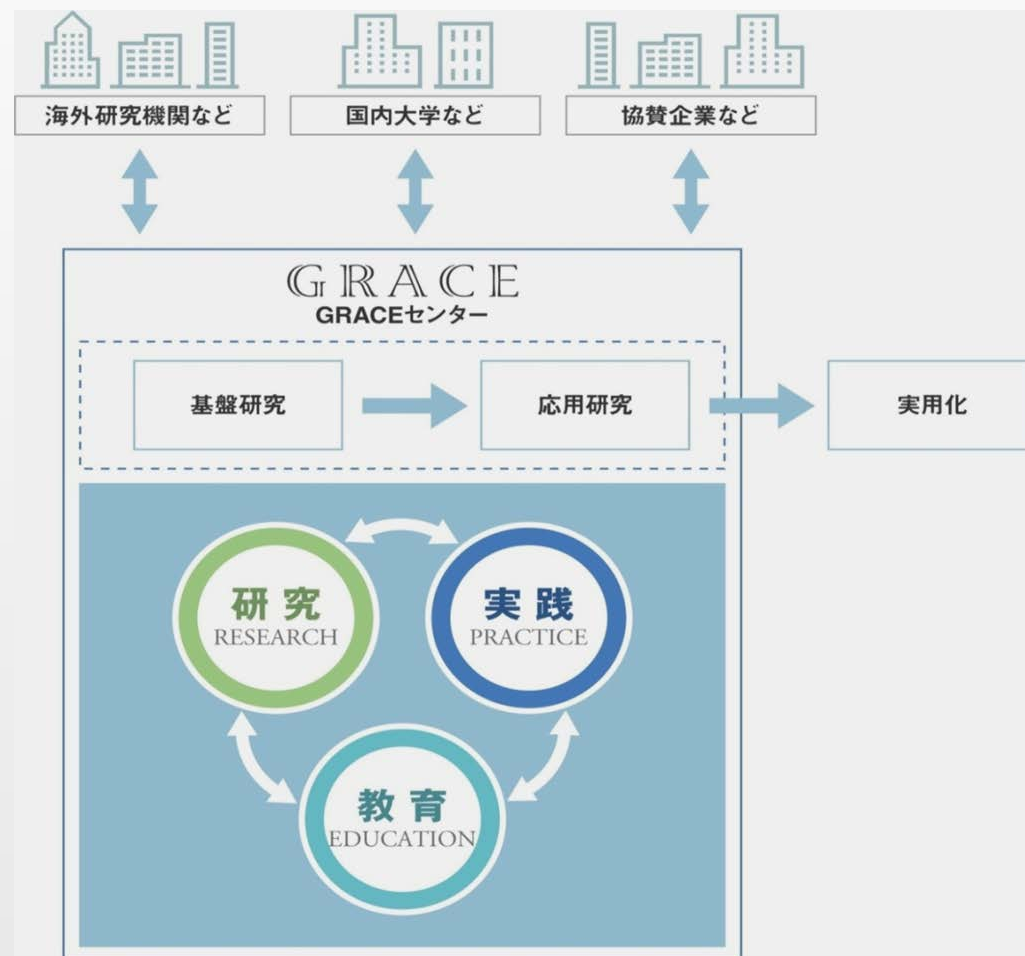 海外研究機関など
国内大学など
協賛企業など
GRACE
GRACEセンター
基盤研究
応用研究
実用化
研究
RESEARCH
実践
PRACTICE
教育
EDUCATION